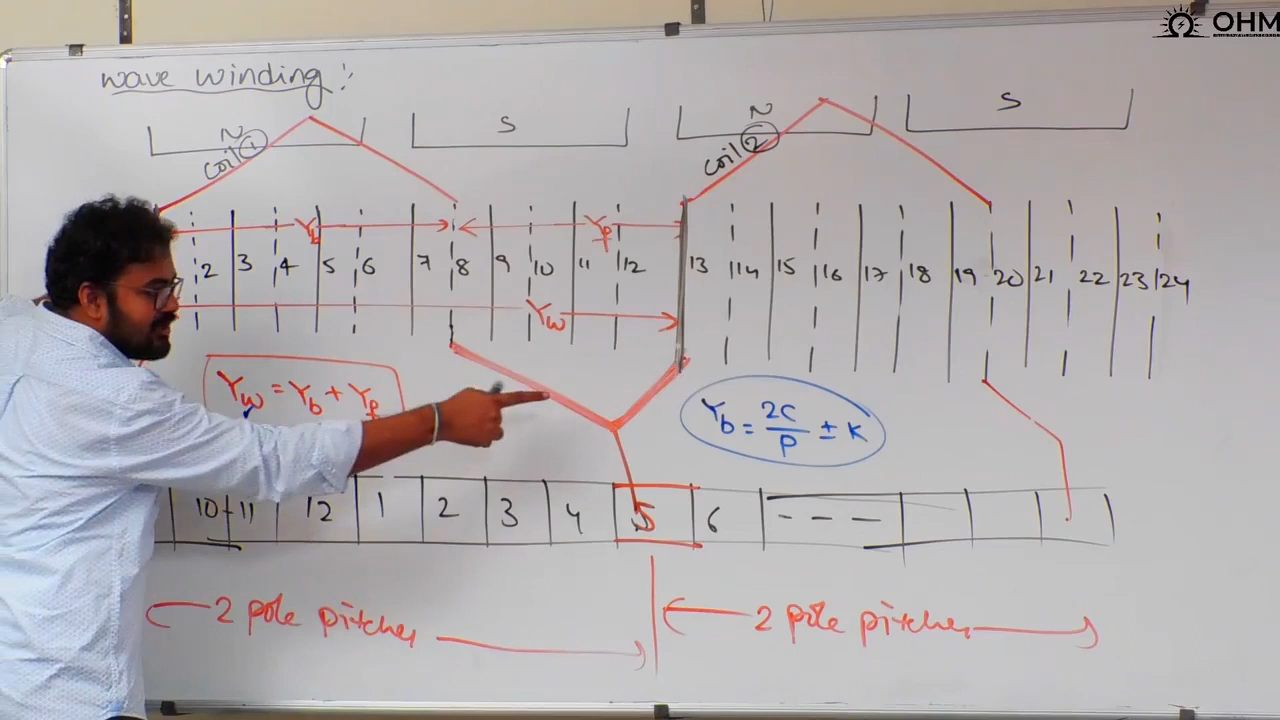 OHM
wave winding:
N S N S
coil 1 coil 2
Yb Yf
2 3 4 5 6 7 8 9 10 11 12 13 14 15 16 17 18 19 20 21 22 23 24
Yw
Yw = Yb + Yf
Yb = 2C/P ± K
10 11 12 1 2 3 4 5 6 - - -
2 pole pitches 2 pole pitches